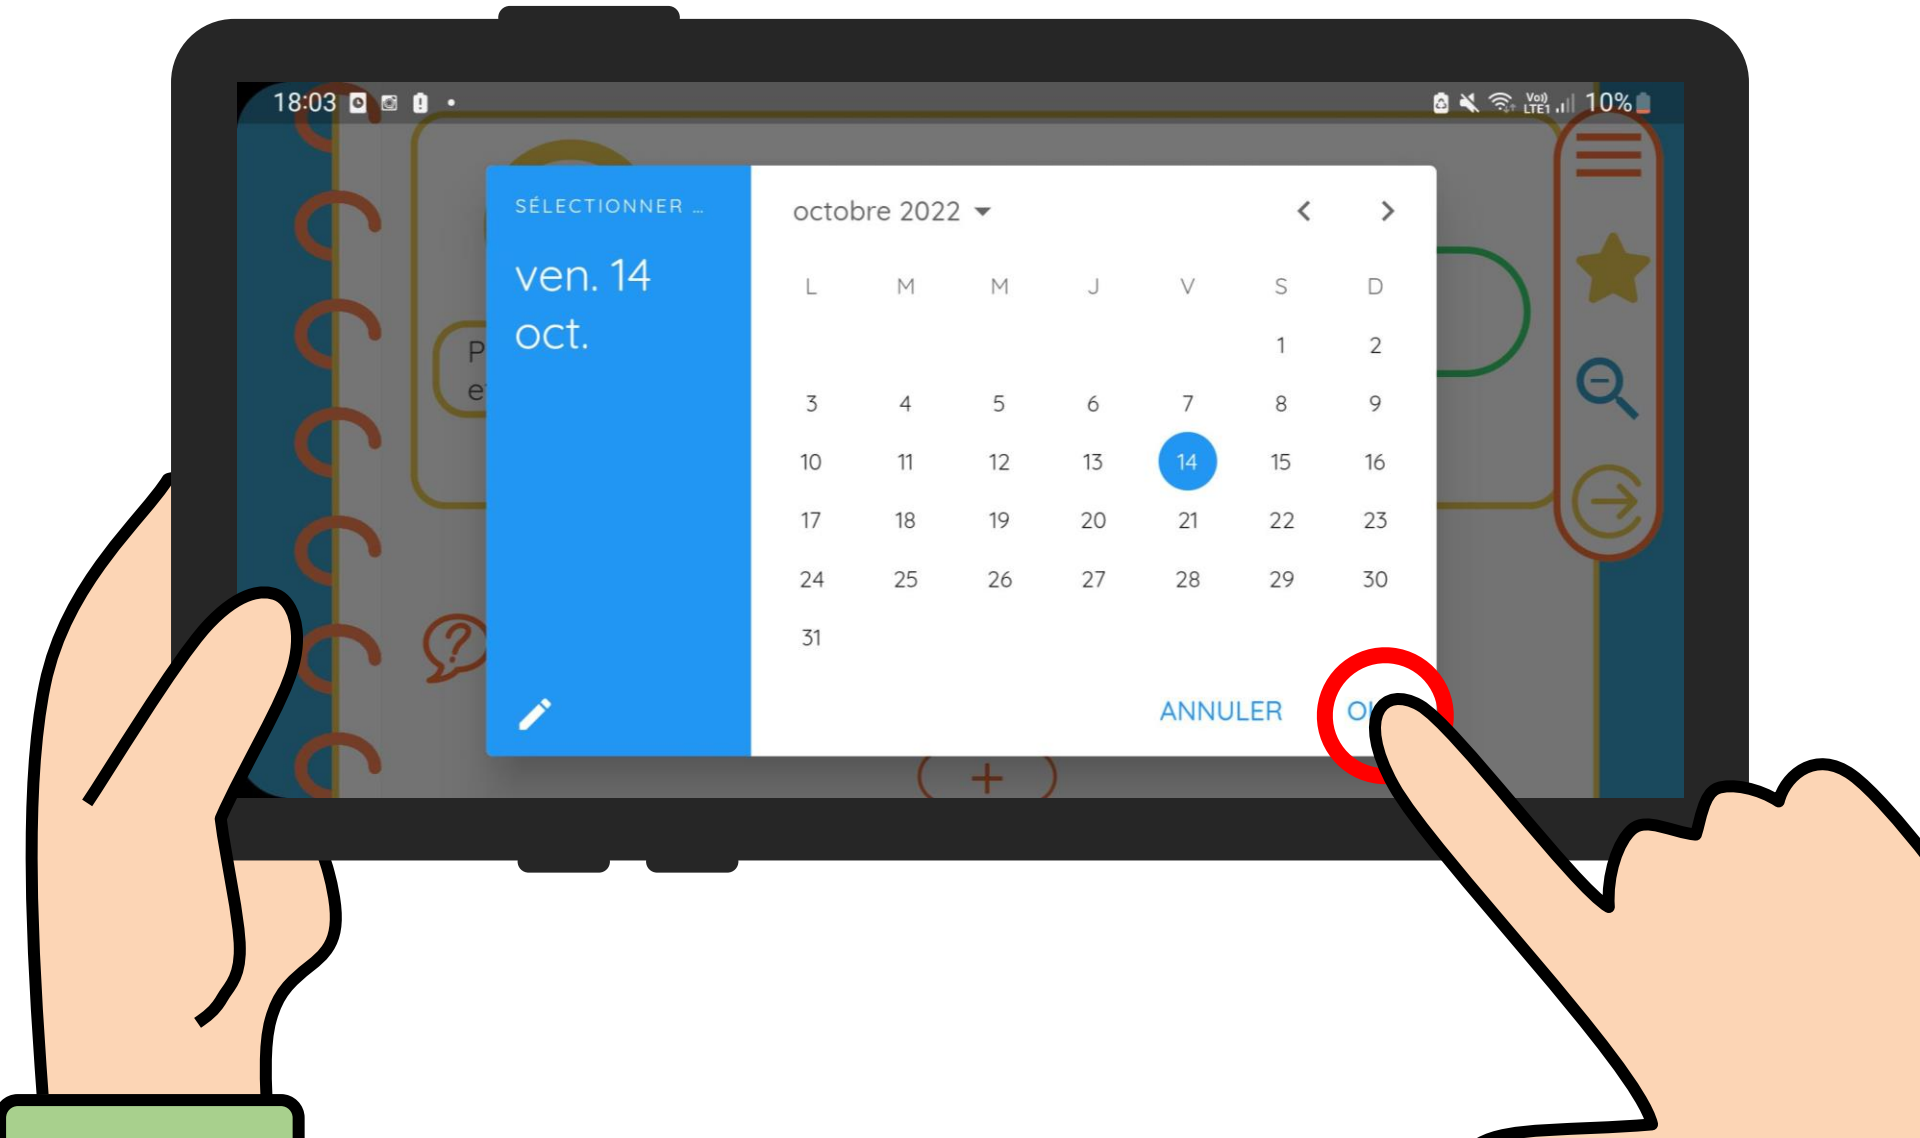 18:03
Vo)) LTE1 10%
SÉLECTIONNER ...
ven. 14
oct.
octobre 2022
L M M J V S D
1 2
3 4 5 6 7 8 9
10 11 12 13 14 15 16
17 18 19 20 21 22 23
24 25 26 27 28 29 30
31
ANNULER